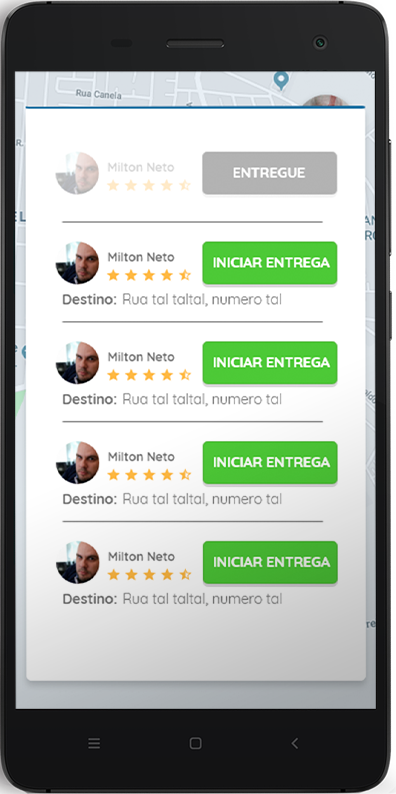 Rua Canela
R.
Milton Neto
ENTREGUE
EL
AN
Milton Neto
INICIAR ENTREGA
Destino: Rua tal taltal, numero tal
Milton Neto
INICIAR ENTREGA
Destino: Rua tal taltal, numero tal
Milton Neto
INICIAR ENTREGA
Destino: Rua tal taltal, numero tal
Milton Neto
INICIAR ENTREGA
Destino: Rua tal taltal, numero tal